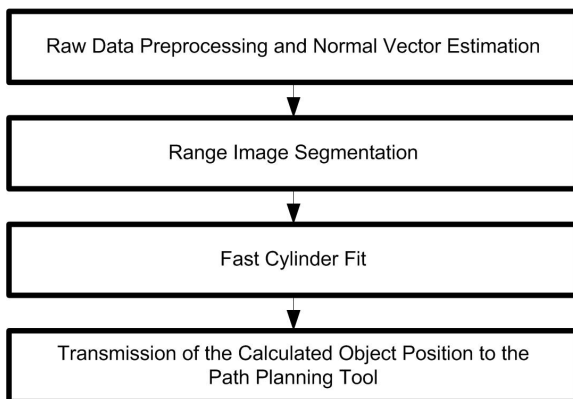 Raw Data Preprocessing and Normal Vector Estimation
Range Image Segmentation
Fast Cylinder Fit
Transmission of the Calculated Object Position to the
Path Planning Tool